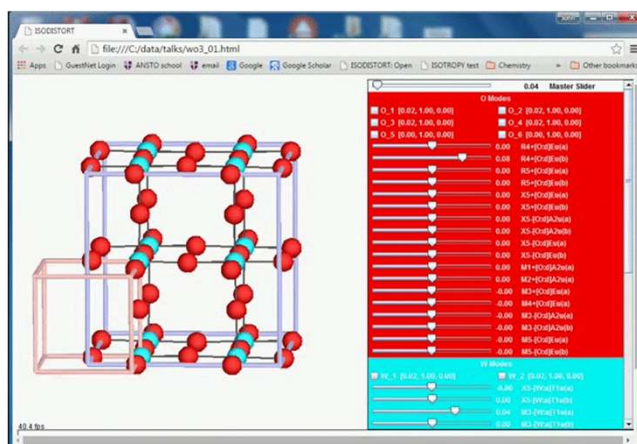 ISODISTORT
file:///C:/data/talks/wo3_01.html
Apps GuestNet Login ANSTO school email Google Google Scholar ISODISTORT: Open ISOTROPY test Chemistry » Other bookmarks
0.04 Master Slider
O Modes
O_1 [0.02, 1.00, 0.00] O_2 [0.02, 1.00, 0.00]
O_3 [0.02, 1.00, 0.00] O_4 [0.02, 1.00, 0.00]
O_5 [0.00, 1.00, 0.00] O_6 [0.00, 1.00, 0.00]
0.00 R4+[O:d]Eu(a)
0.08 R4+[O:d]Eu(b)
0.00 R5+[O:d]Eu(a)
0.00 R5+[O:d]Eu(b)
0.00 X5+[O:d]Eu(a)
0.00 X5+[O:d]Eu(b)
0.00 X5-[O:d]A2u(a)
0.00 X5-[O:d]A2u(b)
0.00 X5-[O:d]Eu(a)
0.00 X5-[O:d]Eu(b)
0.00 M1+[O:d]A2u(a)
0.00 M2+[O:d]A2u(a)
-0.00 M3+[O:d]Eu(a)
-0.00 M4+[O:d]Eu(a)
-0.00 M3-[O:d]A2u(a)
-0.00 M3-[O:d]A2u(b)
-0.00 M5-[O:d]Eu(a)
-0.00 M5-[O:d]Eu(b)
W Modes
W_1 [0.02, 1.00, 0.00] W_2 [0.02, 1.00, 0.00]
-0.00 X5-[W:a]T1u(a)
0.00 X5-[W:a]T1u(b)
0.04 M3-[W:a]T1u(a)
0.00 M3-[W:a]T1u(b)
40.4 fps